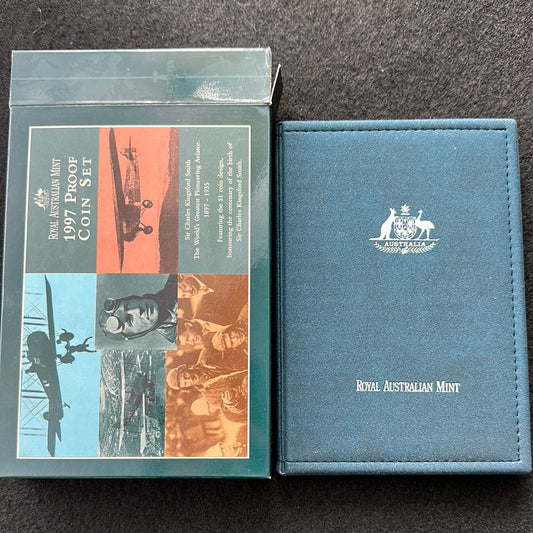 ROYAL AUSTRALIAN MINT
1997 PROOF
COIN SET
Sir Charles Kingsford Smith
The World's Greatest Pioneering Aviator.
1897 - 1935
Featuring the $1 coin design,
honouring the centenary of the birth of
Sir Charles Kingsford Smith.
AUSTRALIA
ROYAL AUSTRALIAN MINT